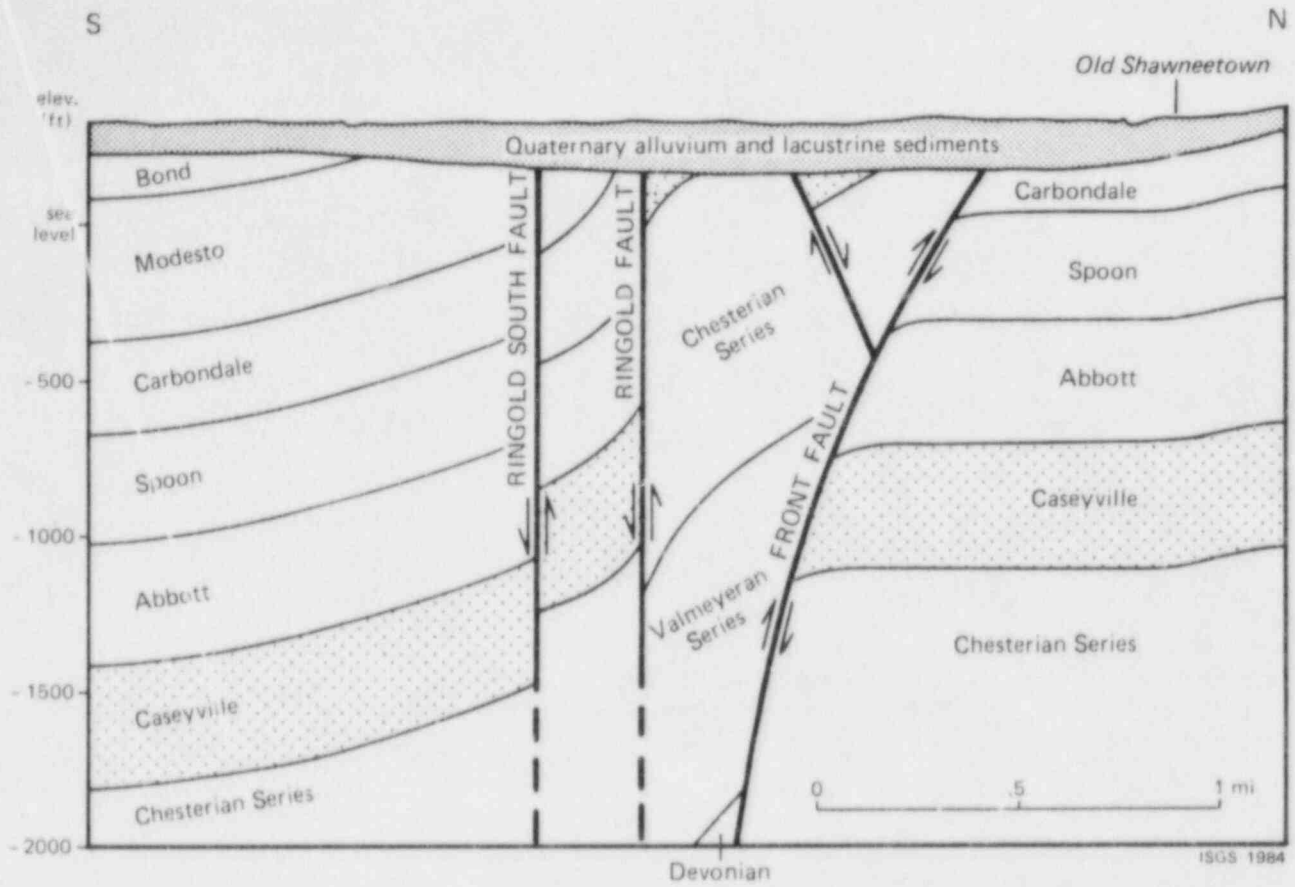 S
N
Old Shawneetown
elev.
(ft)
Quaternary alluvium and lacustrine sediments
Bond
sea
level
Modesto
Carbondale
Spoon
Abbott
Caseyville
Chesterian Series
RINGOLD SOUTH FAULT
RINGOLD FAULT
Chesterian
Series
Valmeyeran
Series
FRONT FAULT
Carbondale
Spoon
Abbott
Caseyville
Chesterian Series
- 500
- 1000
- 1500
- 2000
0 .5 1 mi
Devonian
ISGS 1984